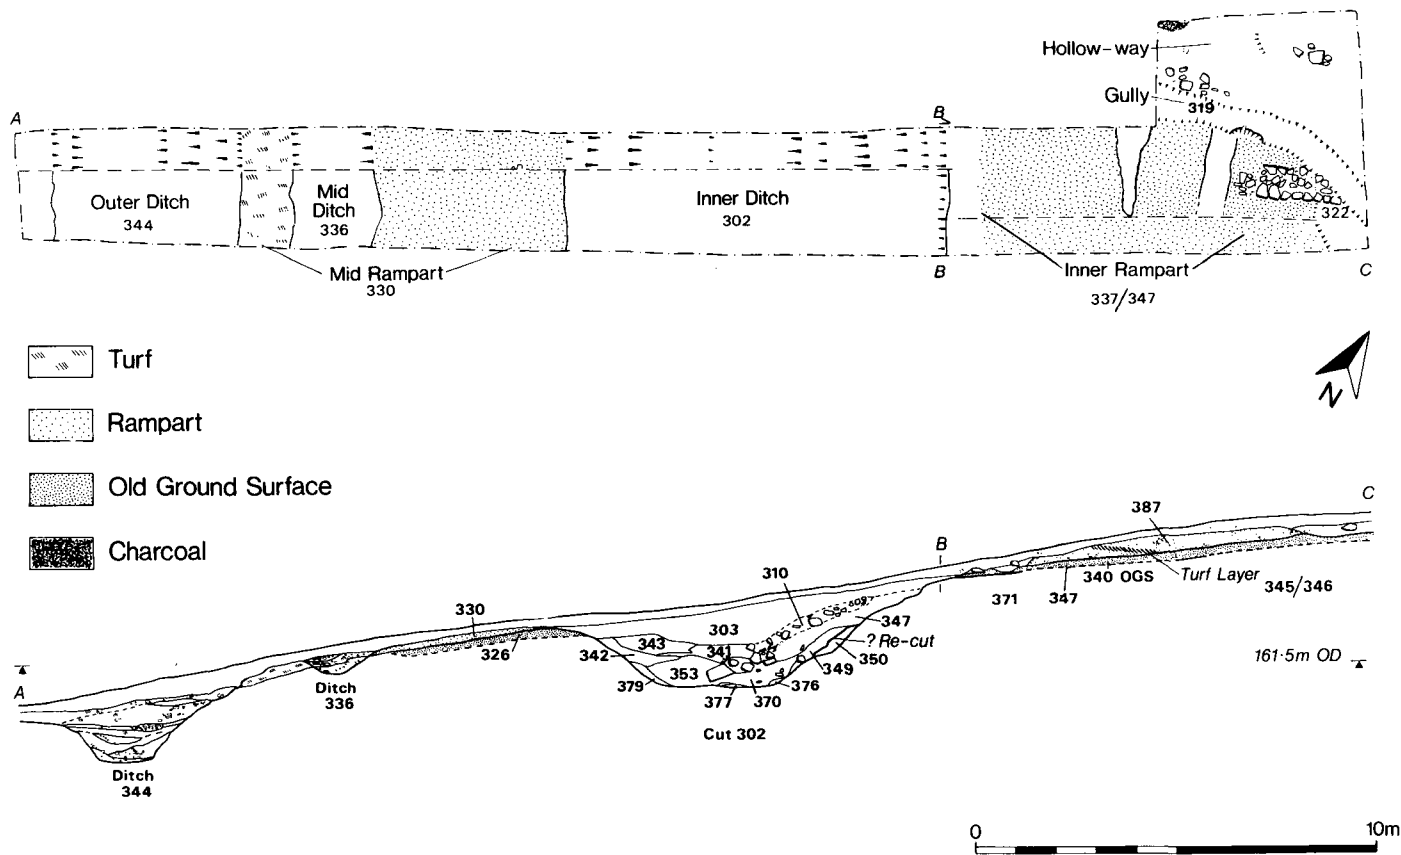 Hollow-way
Gully
319
A
B
Outer Ditch
344
Mid
Ditch
336
Inner Ditch
302
322
Mid Rampart
330
B
Inner Rampart
337/347
C
Turf
Rampart
Old Ground Surface
Charcoal
N
C
387
B
310
340 OGS
Turf Layer
345/346
371
347
330
303
347
343
341
? Re-cut
326
342
350
349
161·5m OD
353
379
376
377
370
A
Ditch
336
Cut 302
Ditch
344
0
10m